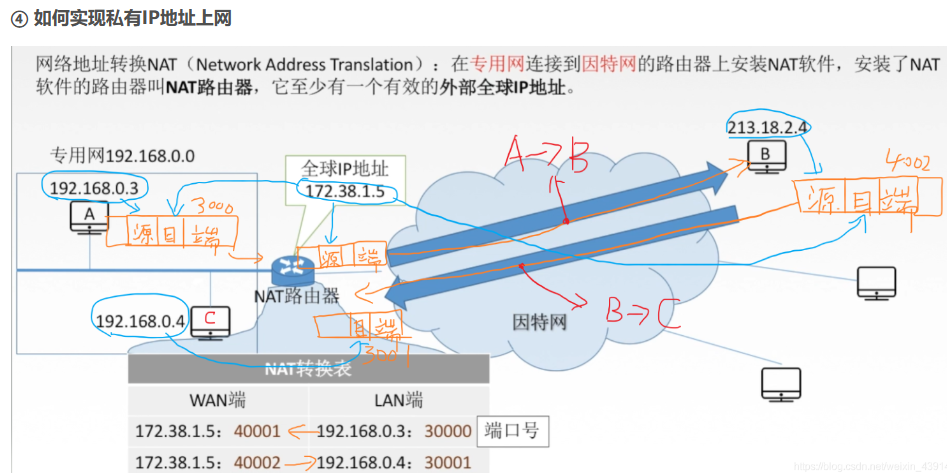 ④ 如何实现私有IP地址上网
网络地址转换NAT（Network Address Translation）：在专用网连接到因特网的路由器上安装NAT软件，安装了NAT
软件的路由器叫NAT路由器，它至少有一个有效的外部全球IP地址。
213.18.2.4
A→B
B
4002
专用网192.168.0.0
全球IP地址
172.38.1.5
192.168.0.3
3000
A
源 目 端
源 目 端
源 端
NAT路由器
192.168.0.4
C
目 端
3001
因特网
B→C
NAT转换表
WAN端 LAN端
172.38.1.5：40001 192.168.0.3：30000 端口号
172.38.1.5：40002 192.168.0.4：30001